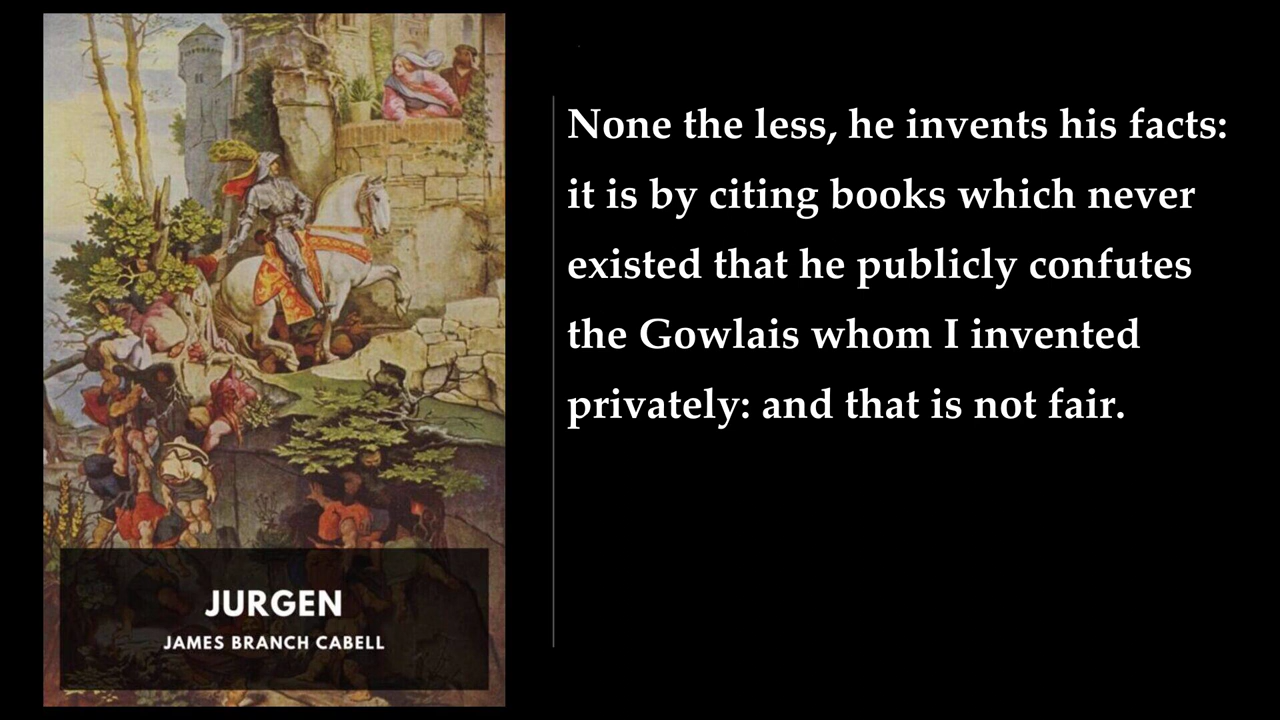 None the less, he invents his facts:
it is by citing books which never
existed that he publicly confutes
the Gowlais whom I invented
privately: and that is not fair.
JURGEN
JAMES BRANCH CABELL